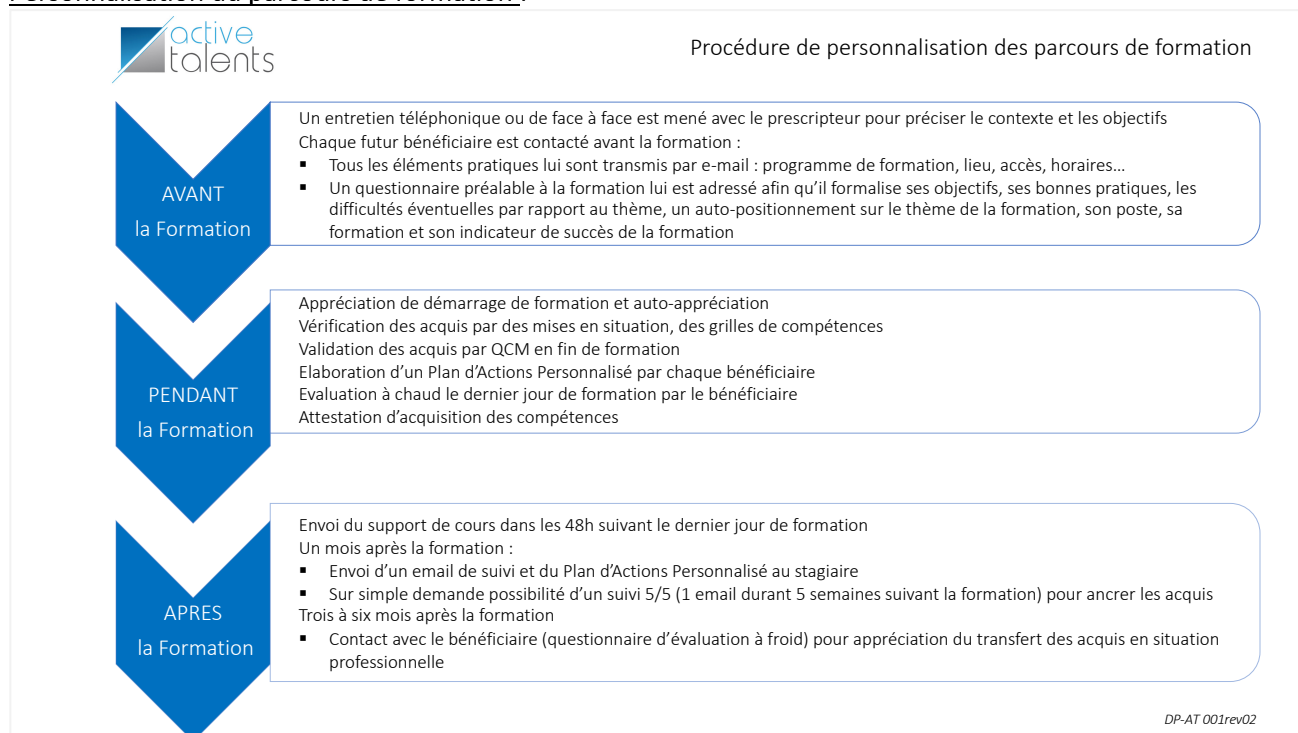 Personnalisation du parcours de formation :
active
talents
Procédure de personnalisation des parcours de formation
AVANT
la Formation
Un entretien téléphonique ou de face à face est mené avec le prescripteur pour préciser le contexte et les objectifs
Chaque futur bénéficiaire est contacté avant la formation :
▪ Tous les éléments pratiques lui sont transmis par e-mail : programme de formation, lieu, accès, horaires…
▪ Un questionnaire préalable à la formation lui est adressé afin qu’il formalise ses objectifs, ses bonnes pratiques, les
difficultés éventuelles par rapport au thème, un auto-positionnement sur le thème de la formation, son poste, sa
formation et son indicateur de succès de la formation
PENDANT
la Formation
Appréciation de démarrage de formation et auto-appréciation
Vérification des acquis par des mises en situation, des grilles de compétences
Validation des acquis par QCM en fin de formation
Elaboration d’un Plan d’Actions Personnalisé par chaque bénéficiaire
Evaluation à chaud le dernier jour de formation par le bénéficiaire
Attestation d’acquisition des compétences
APRES
la Formation
Envoi du support de cours dans les 48h suivant le dernier jour de formation
Un mois après la formation :
▪ Envoi d’un email de suivi et du Plan d’Actions Personnalisé au stagiaire
▪ Sur simple demande possibilité d’un suivi 5/5 (1 email durant 5 semaines suivant la formation) pour ancrer les acquis
Trois à six mois après la formation
▪ Contact avec le bénéficiaire (questionnaire d’évaluation à froid) pour appréciation du transfert des acquis en situation
professionnelle
DP-AT 001rev02